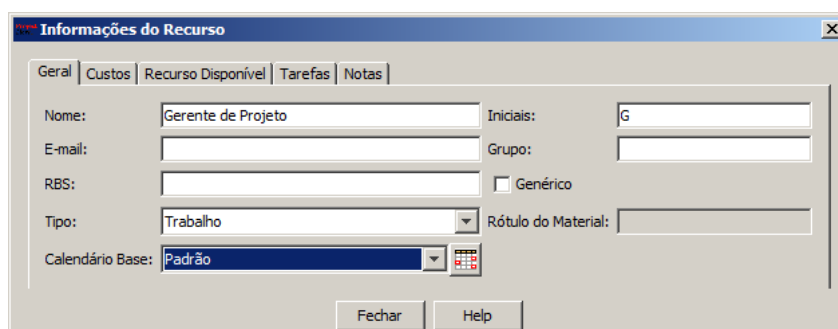 Informações do Recurso
Geral Custos Recurso Disponível Tarefas Notas
Nome: Gerente de Projeto Iniciais: G
E-mail: Grupo:
RBS: Genérico
Tipo: Trabalho Rótulo do Material:
Calendário Base: Padrão
Fechar Help